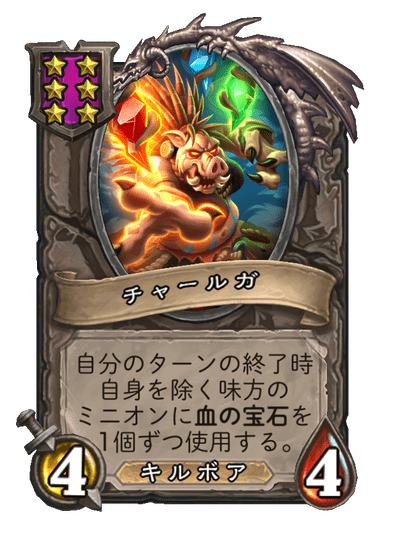 チャールガ
自分のターンの終了時
自身を除く味方の
ミニオンに血の宝石を
1個ずつ使用する。
キルボア
4
4